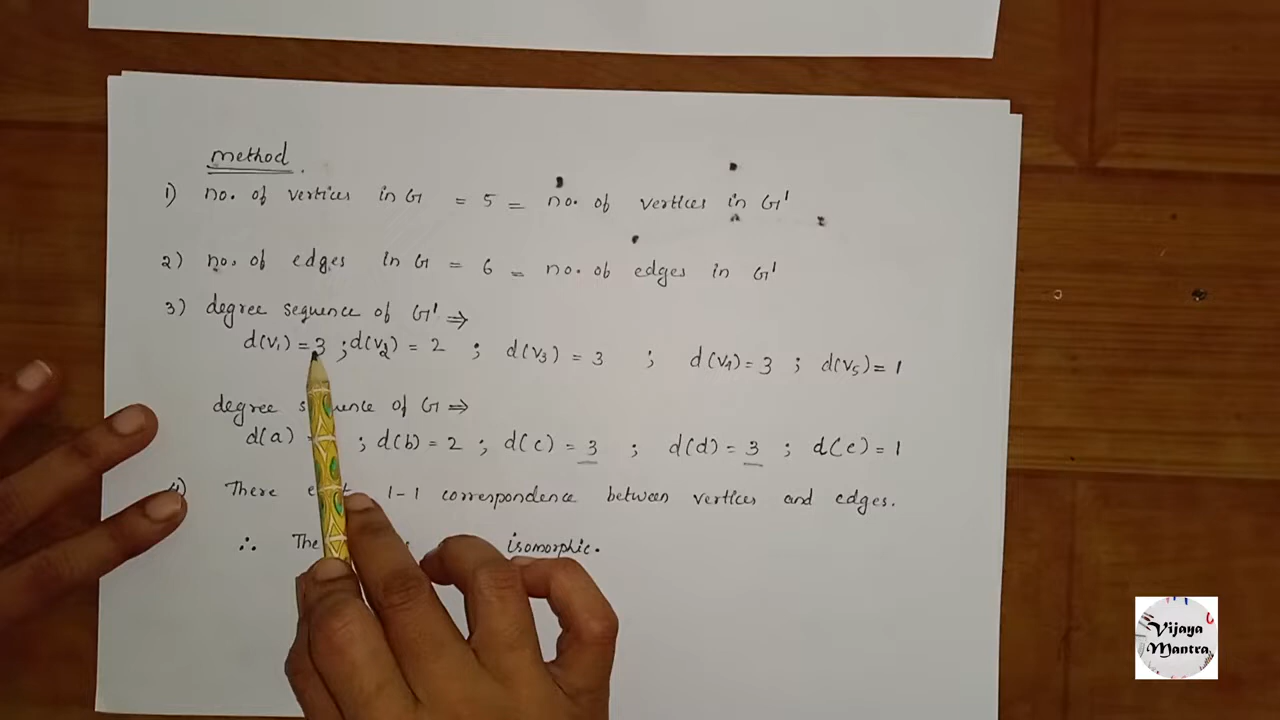 method
1) no. of vertices in G = 5 = no. of vertices in G'
2) no. of edges in G = 6 = no. of edges in G'
3) degree sequence of G' ⇒
d(v₁) = 3 ; d(v₂) = 2 ; d(v₃) = 3 ; d(v₄) = 3 ; d(v₅) = 1
degree sequence of G ⇒
d(a) = ; d(b) = 2 ; d(c) = 3 ; d(d) = 3 ; d(e) = 1
4) There 1-1 correspondence between vertices and edges.
∴ The isomorphic.
Vijaya
Mantra